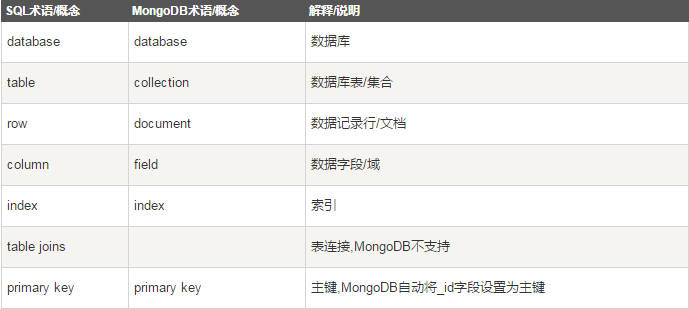 SQL术语/概念 MongoDB术语/概念 解释/说明
database database 数据库
table collection 数据库表/集合
row document 数据记录行/文档
column field 数据字段/域
index index 索引
table joins 表连接,MongoDB不支持
primary key primary key 主键,MongoDB自动将_id字段设置为主键